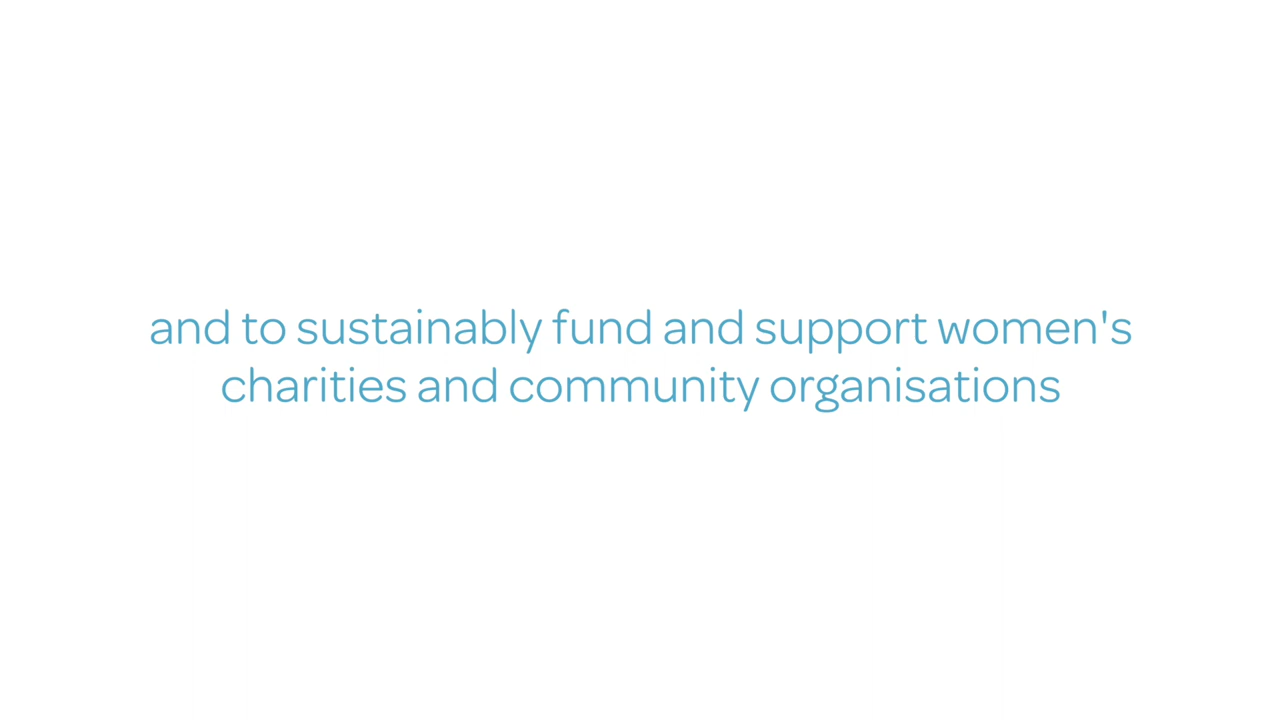 and to sustainably fund and support women's
charities and community organisations